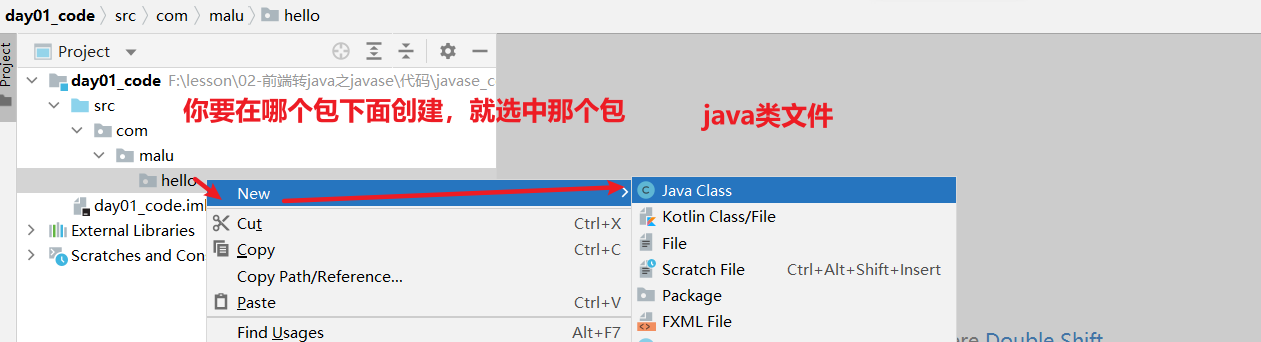 day01_code src com malu hello
Project
Project
day01_code F:\lesson\02-前端转java之javase\代码\javase_c
src
你要在哪个包下面创建，就选中那个包
java类文件
com
malu
hello
New
Java Class
day01_code.iml
Cut Ctrl+X
Kotlin Class/File
External Libraries
Copy Ctrl+C
File
Scratches and Con
Copy Path/Reference...
Scratch File Ctrl+Alt+Shift+Insert
Paste Ctrl+V
Package
Find Usages Alt+F7
FXML File
Double Shift